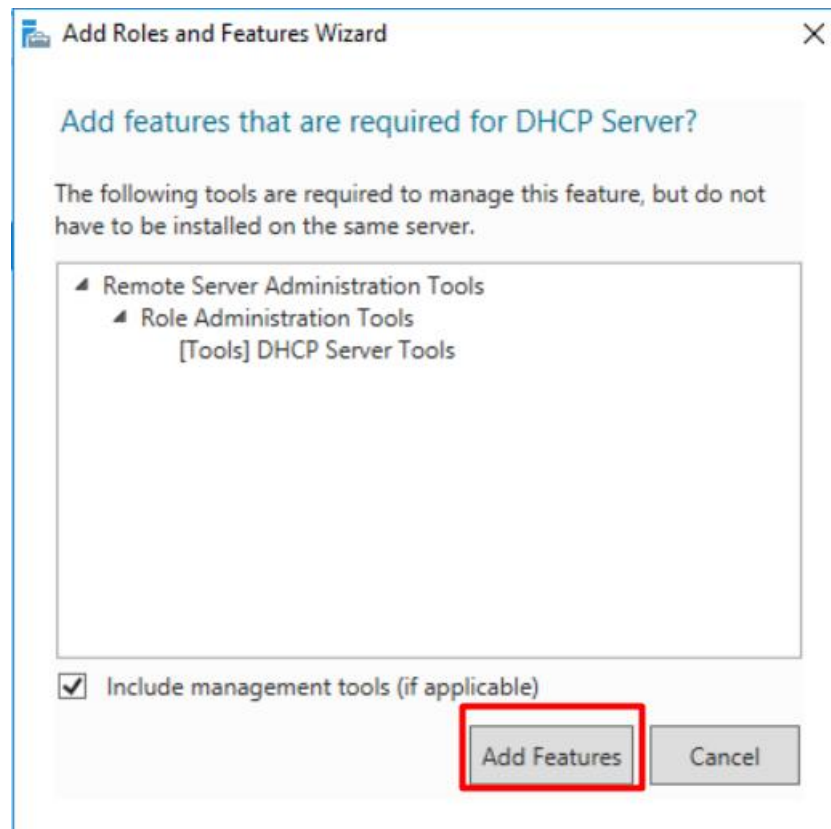 Add Roles and Features Wizard
Add features that are required for DHCP Server?
The following tools are required to manage this feature, but do not
have to be installed on the same server.
Remote Server Administration Tools
Role Administration Tools
[Tools] DHCP Server Tools
Include management tools (if applicable)
Add Features
Cancel